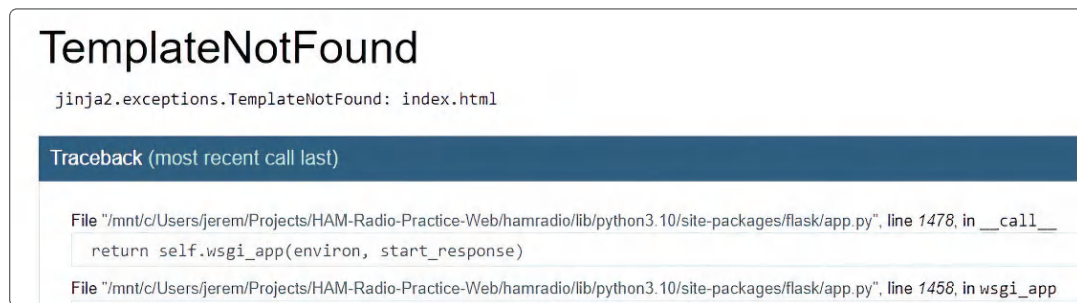 TemplateNotFound
jinja2.exceptions.TemplateNotFound: index.html
Traceback (most recent call last)
File "/mnt/c/Users/jerem/Projects/HAM-Radio-Practice-Web/hamradio/lib/python3.10/site-packages/flask/app.py", line 1478, in __call__
return self.wsgi_app(environ, start_response)
File "/mnt/c/Users/jerem/Projects/HAM-Radio-Practice-Web/hamradio/lib/python3.10/site-packages/flask/app.py", line 1458, in wsgi_app